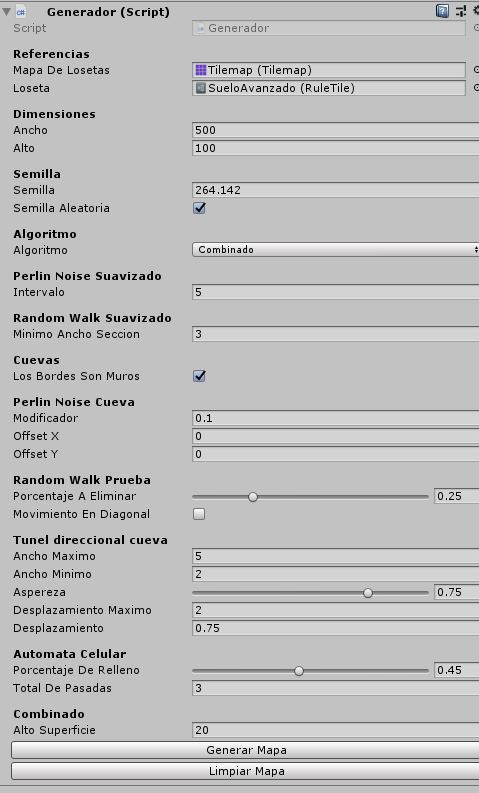 Generador (Script)
Script Generador
Referencias
Mapa De Losetas Tilemap (Tilemap)
Loseta SueloAvanzado (RuleTile)
Dimensiones
Ancho 500
Alto 100
Semilla
Semilla 264.142
Semilla Aleatoria
Algoritmo
Algoritmo Combinado
Perlin Noise Suavizado
Intervalo 5
Random Walk Suavizado
Minimo Ancho Seccion 3
Cuevas
Los Bordes Son Muros
Perlin Noise Cueva
Modificador 0.1
Offset X 0
Offset Y 0
Random Walk Prueba
Porcentaje A Eliminar 0.25
Movimiento En Diagonal
Tunel direccional cueva
Ancho Maximo 5
Ancho Minimo 2
Aspereza 0.75
Desplazamiento Maximo 2
Desplazamiento 0.75
Automata Celular
Porcentaje De Relleno 0.45
Total De Pasadas 3
Combinado
Alto Superficie 20
Generar Mapa
Limpiar Mapa